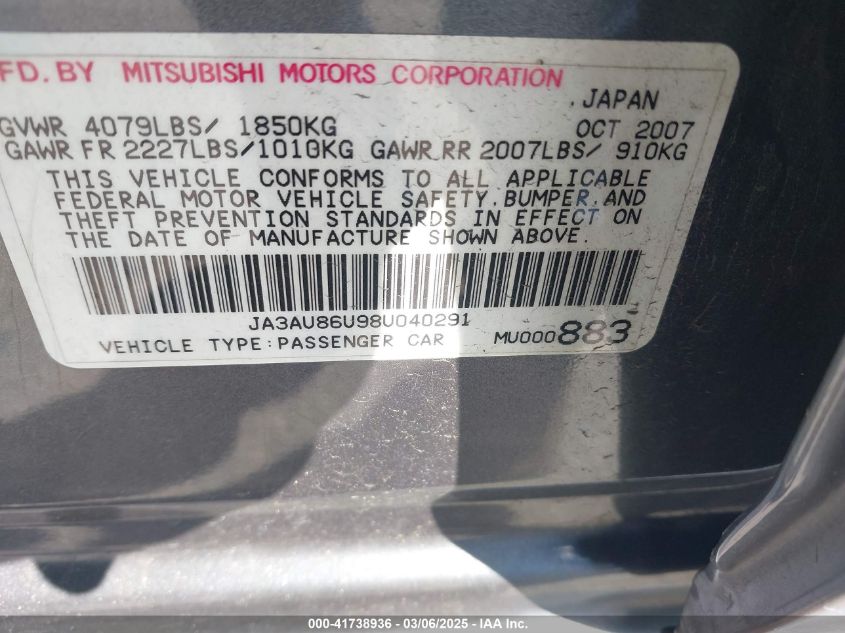 FD. BY MITSUBISHI MOTORS CORPORATION
.JAPAN
GVWR 4079LBS/ 1850KG OCT 2007
GAWR FR 2227LBS/1010KG GAWR RR 2007LBS/ 910KG
THIS VEHICLE CONFORMS TO ALL APPLICABLE
FEDERAL MOTOR VEHICLE SAFETY,BUMPER,AND
THEFT PREVENTION STANDARDS IN EFFECT ON
THE DATE OF MANUFACTURE SHOWN ABOVE.
JA3AU86U98U040291
VEHICLE TYPE:PASSENGER CAR MU000883
000-41738936 - 03/06/2025 - IAA Inc.